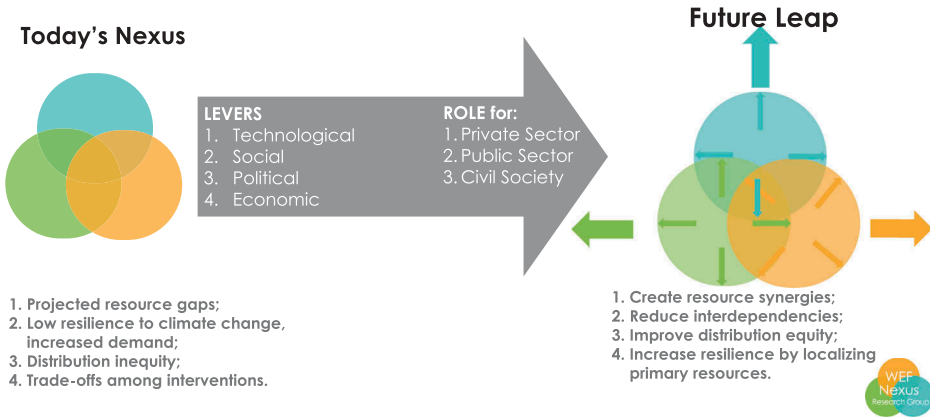 Today's Nexus
LEVERS
1. Technological
2. Social
3. Political
4. Economic
ROLE for:
1. Private Sector
2. Public Sector
3. Civil Society
Future Leap
1. Projected resource gaps;
2. Low resilience to climate change,
increased demand;
3. Distribution inequity;
4. Trade-offs among interventions.
1. Create resource synergies;
2. Reduce interdependencies;
3. Improve distribution equity;
4. Increase resilience by localizing
primary resources.
WEF
Nexus
Research Group